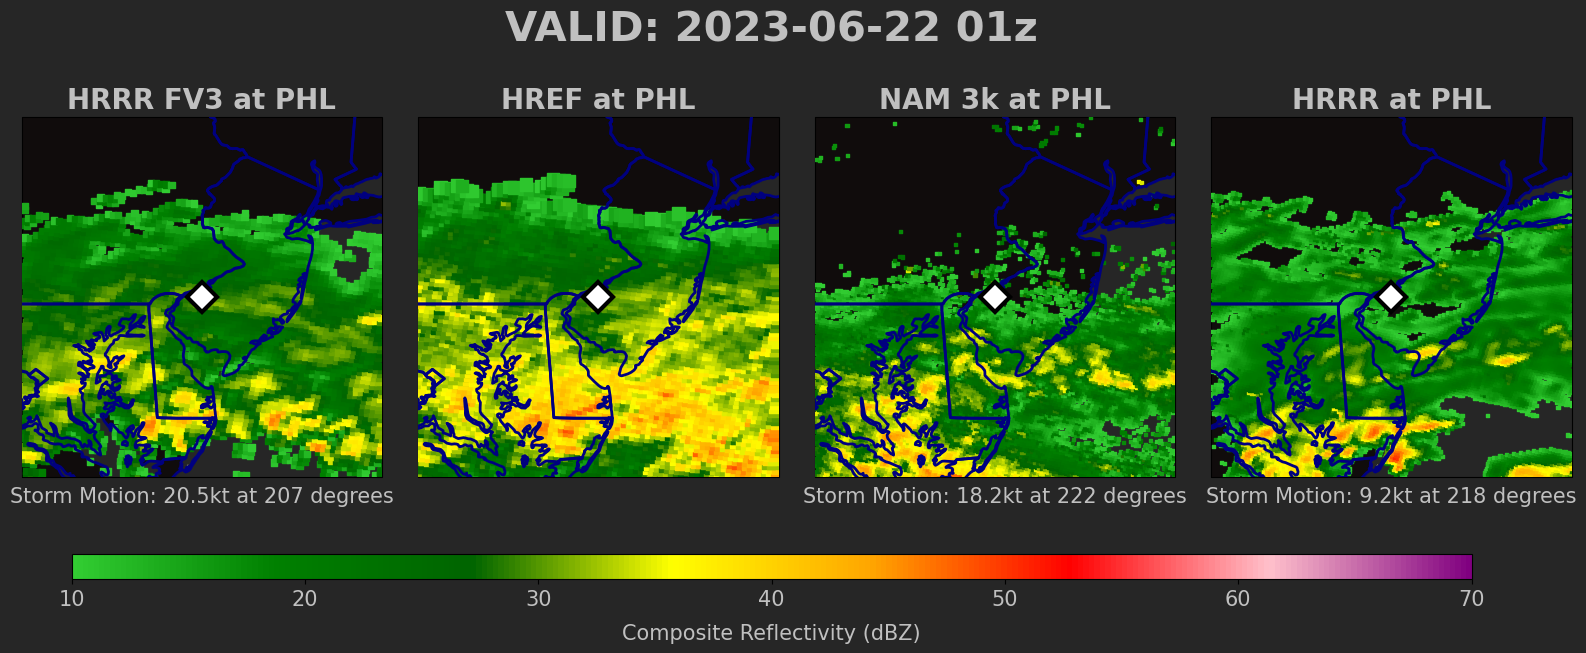 VALID: 2023-06-22 01z
HRRR FV3 at PHL
HREF at PHL
NAM 3k at PHL
HRRR at PHL
Storm Motion: 20.5kt at 207 degrees
Storm Motion: 18.2kt at 222 degrees
Storm Motion: 9.2kt at 218 degrees
10 20 30 40 50 60 70
Composite Reflectivity (dBZ)